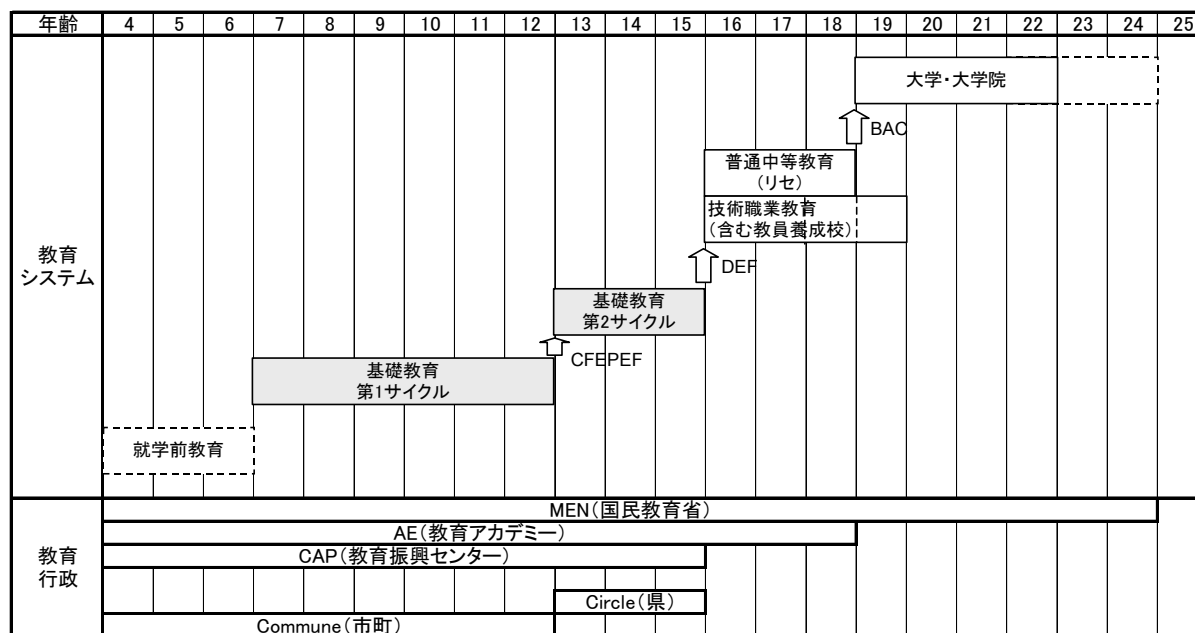 年齢 4 5 6 7 8 9 10 11 12 13 14 15 16 17 18 19 20 21 22 23 24 25
大学・大学院
BAC
普通中等教育
(リセ)
技術職業教育
(含む教員養成校)
教育
システム
DEF
基礎教育
第2サイクル
CFEPEF
基礎教育
第1サイクル
就学前教育
MEN(国民教育省)
AE(教育アカデミー)
CAP(教育振興センター)
教育
行政
Circle(県)
Commune(市町)